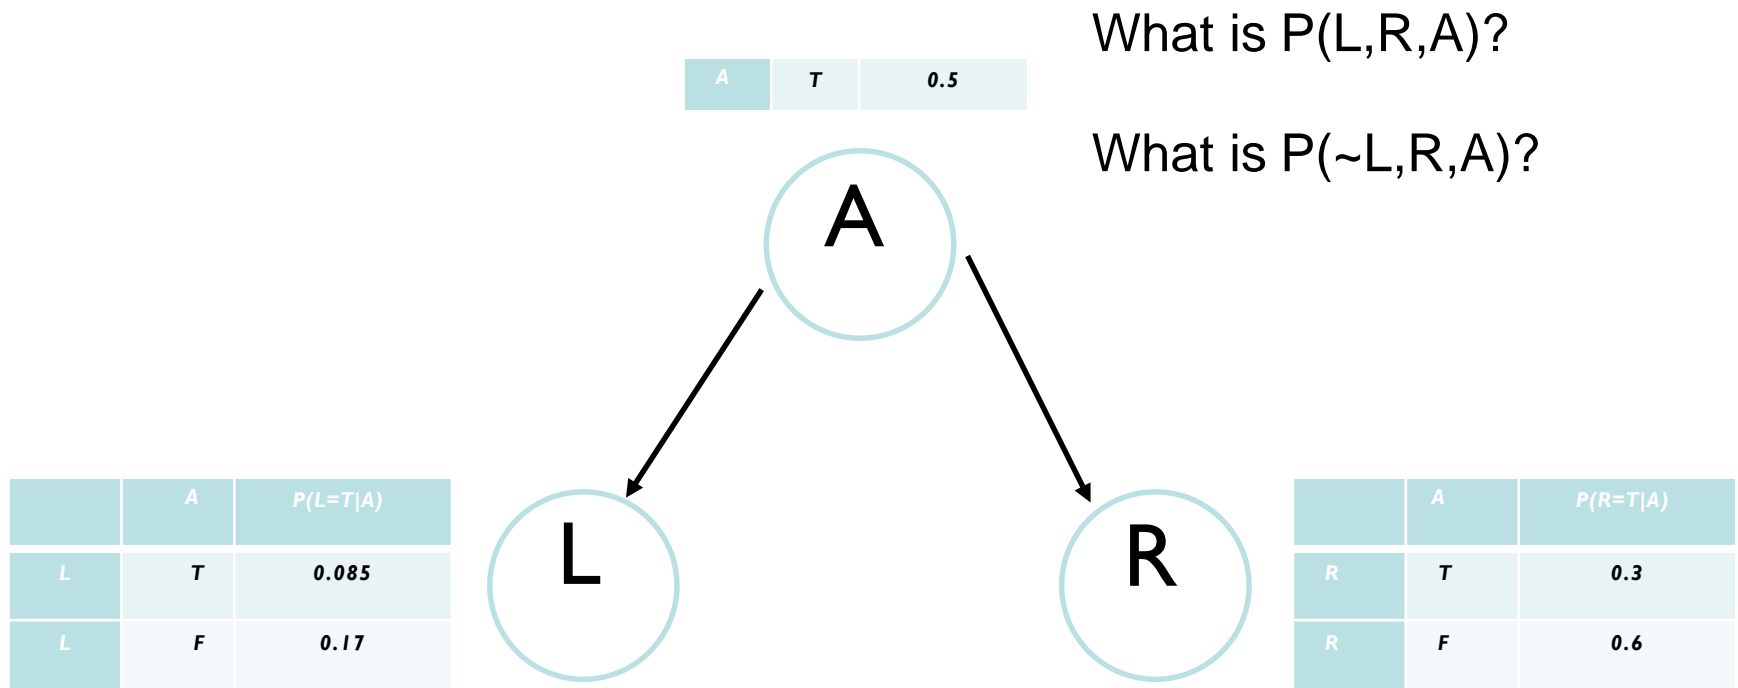 What is P(L,R,A)?
A T 0.5
What is P(~L,R,A)?
A
L
R
A P(L=T|A)
L T 0.085
L F 0.17
A P(R=T|A)
R T 0.3
R F 0.6